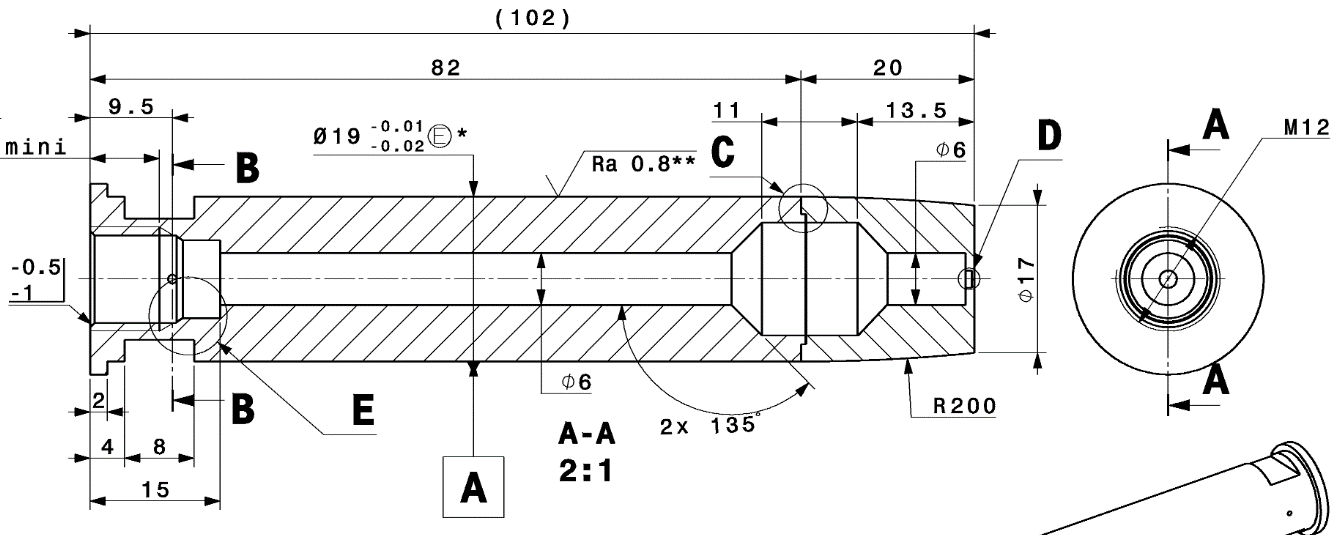 (102)
82
20
9.5
11
13.5
mini
B
Ø19 -0.01 Ⓔ*
-0.02
Ra 0.8**
C
ϕ6
D
A
M12
-0.5
-1
ϕ17
ϕ6
2
B
E
A-A
2:1
2x 135°
R200
A
4
8
15
A